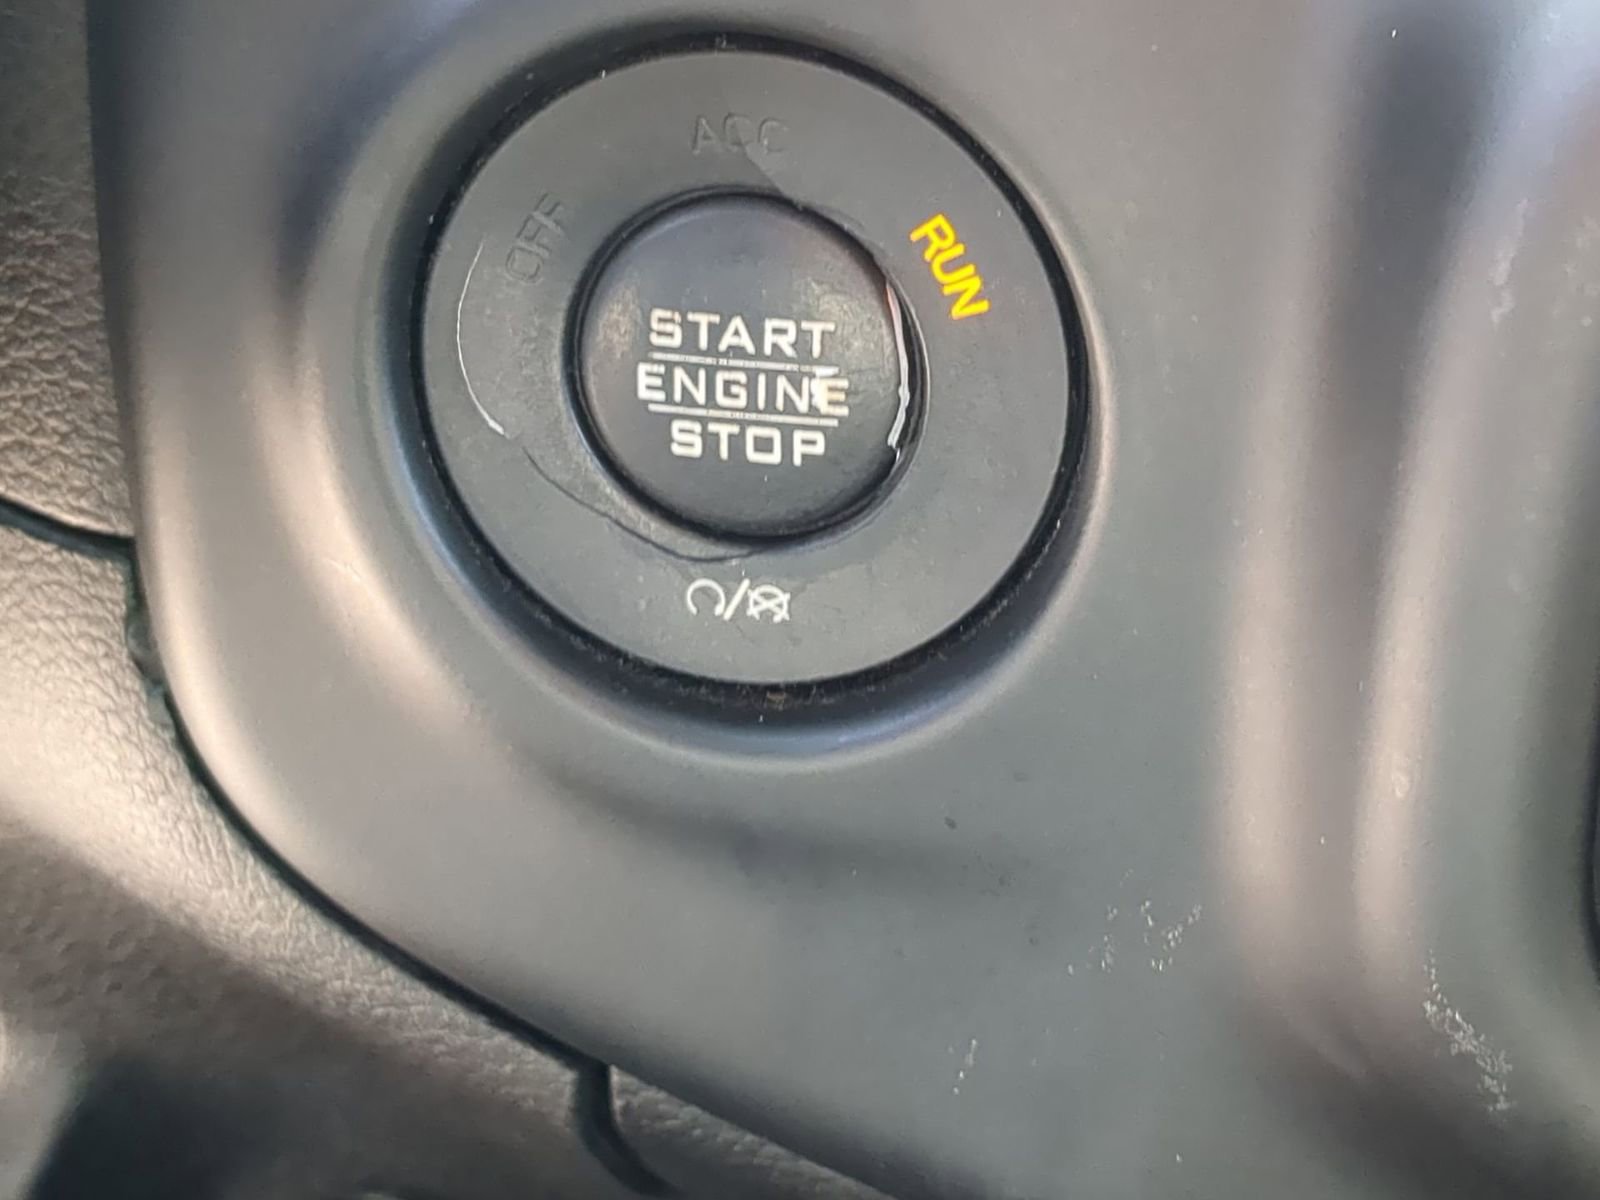 ACC
OFF
RUN
START
ENGINE
STOP